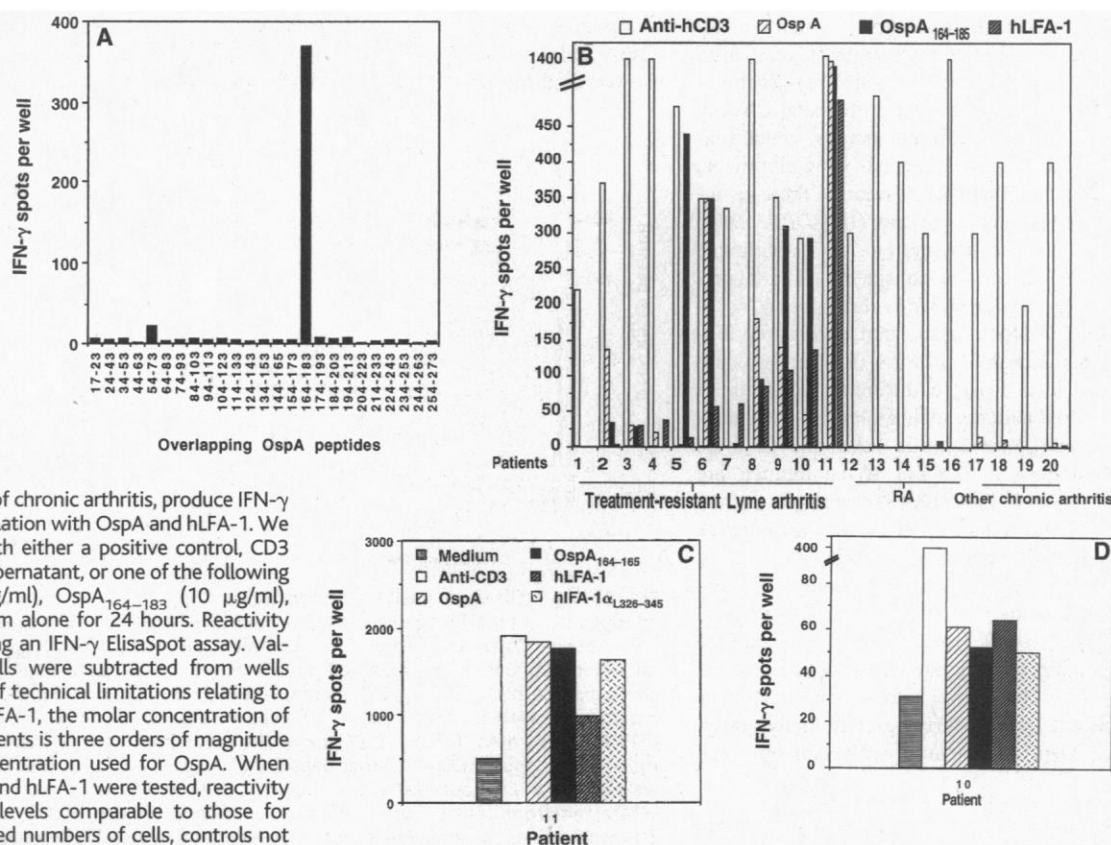 A
IFN-γ spots per well
400
300
200
100
0
17-23
24-43
34-53
44-63
54-73
64-83
74-93
84-103
94-113
104-123
114-133
124-143
134-153
144-165
154-173
164-183
174-193
184-203
194-213
204-223
214-233
224-243
234-253
244-263
254-273
Overlapping OspA peptides
Anti-hCD3 Osp A OspA 164–185 hLFA-1
B
IFN-γ spots per well
1400
450
400
350
300
250
200
150
100
50
0
Patients 1 2 3 4 5 6 7 8 9 10 11 12 13 14 15 16 17 18 19 20
Treatment-resistant Lyme arthritis RA Other chronic arthritis
of chronic arthritis, produce IFN-γ
lation with OspA and hLFA-1. We
th either a positive control, CD3
pernatant, or one of the following
g/ml), OspA164–183 (10 μg/ml),
m alone for 24 hours. Reactivity
ng an IFN-γ ElisaSpot assay. Val-
ells were subtracted from wells
of technical limitations relating to
FA-1, the molar concentration of
ents is three orders of magnitude
centration used for OspA. When
and hLFA-1 were tested, reactivity
levels comparable to those for
ed numbers of cells, controls not
C
IFN-γ spots per well
3000
2000
1000
0
Medium OspA164–165
Anti-CD3 hLFA-1
OspA hlFA-1αL326–345
11
Patient
D
IFN-γ spots per well
400
80
60
40
20
0
10
Patient